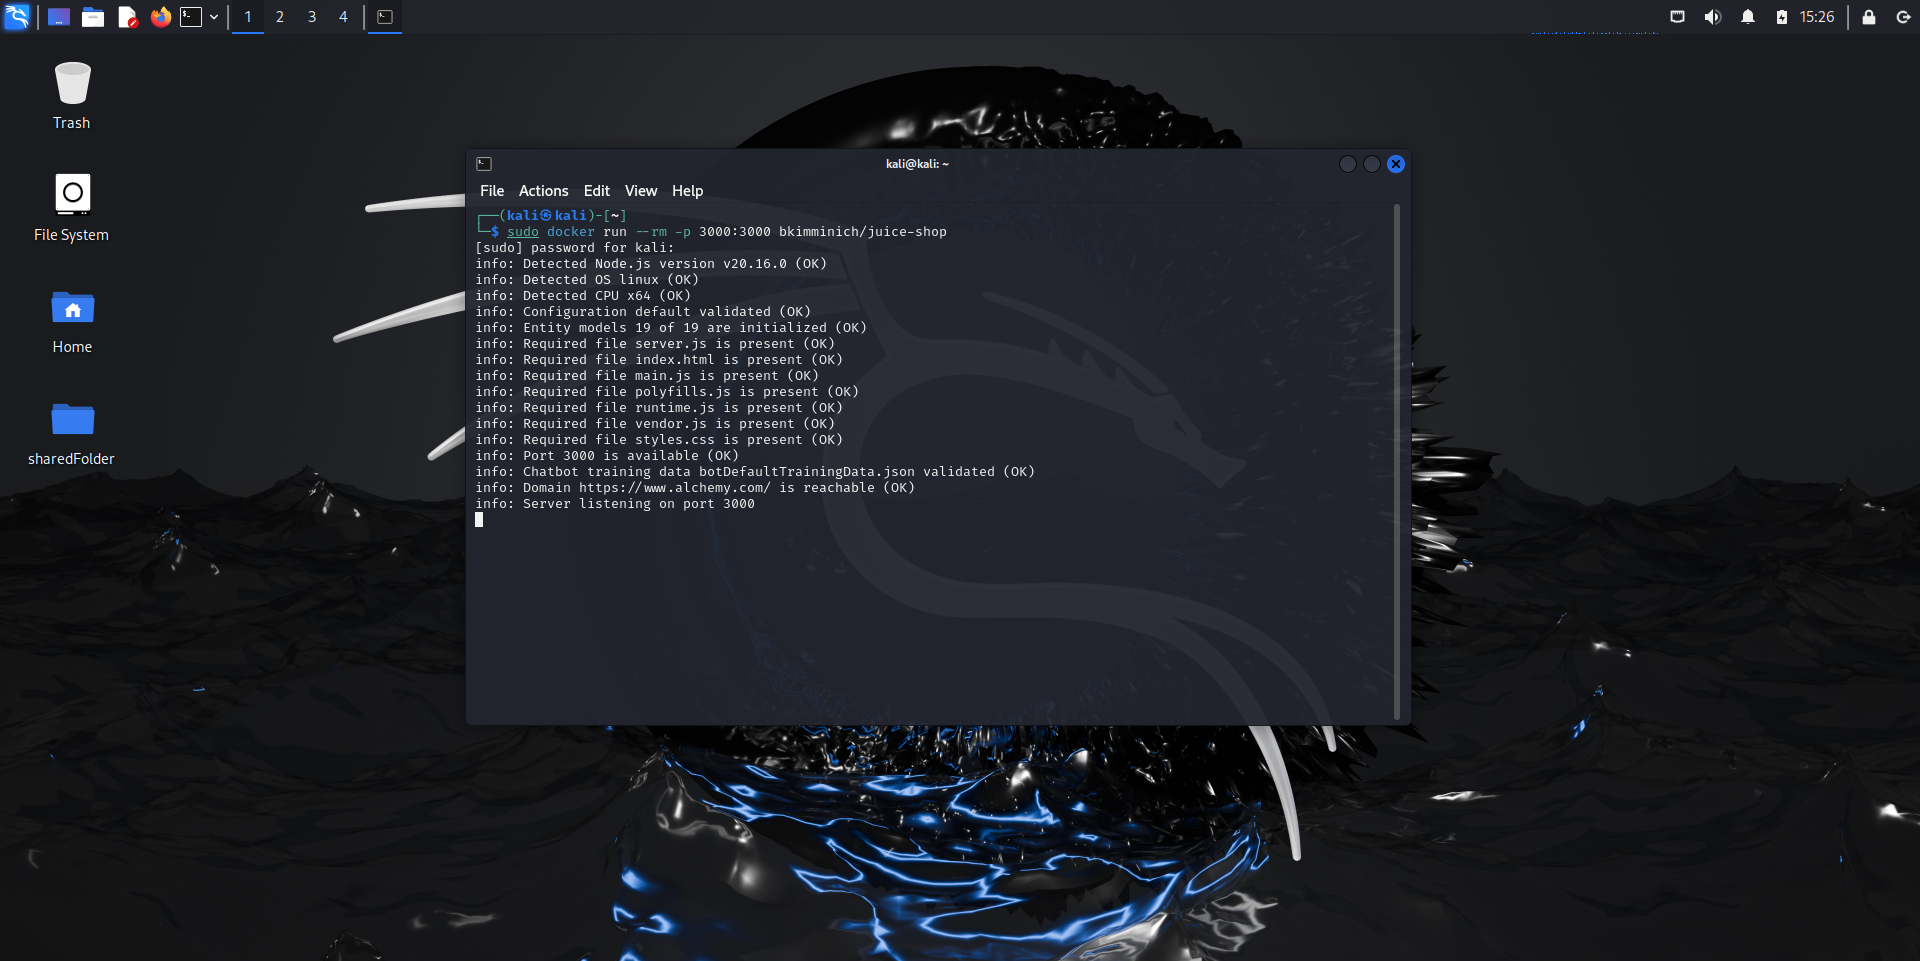 1 2 3 4
15:26
Trash
File System
Home
sharedFolder
kali@kali: ~
File Actions Edit View Help
┌──(kali㉿kali)-[~]
└─$ sudo docker run --rm -p 3000:3000 bkimminich/juice-shop
[sudo] password for kali:
info: Detected Node.js version v20.16.0 (OK)
info: Detected OS linux (OK)
info: Detected CPU x64 (OK)
info: Configuration default validated (OK)
info: Entity models 19 of 19 are initialized (OK)
info: Required file server.js is present (OK)
info: Required file index.html is present (OK)
info: Required file main.js is present (OK)
info: Required file polyfills.js is present (OK)
info: Required file runtime.js is present (OK)
info: Required file vendor.js is present (OK)
info: Required file styles.css is present (OK)
info: Port 3000 is available (OK)
info: Chatbot training data botDefaultTrainingData.json validated (OK)
info: Domain https://www.alchemy.com/ is reachable (OK)
info: Server listening on port 3000